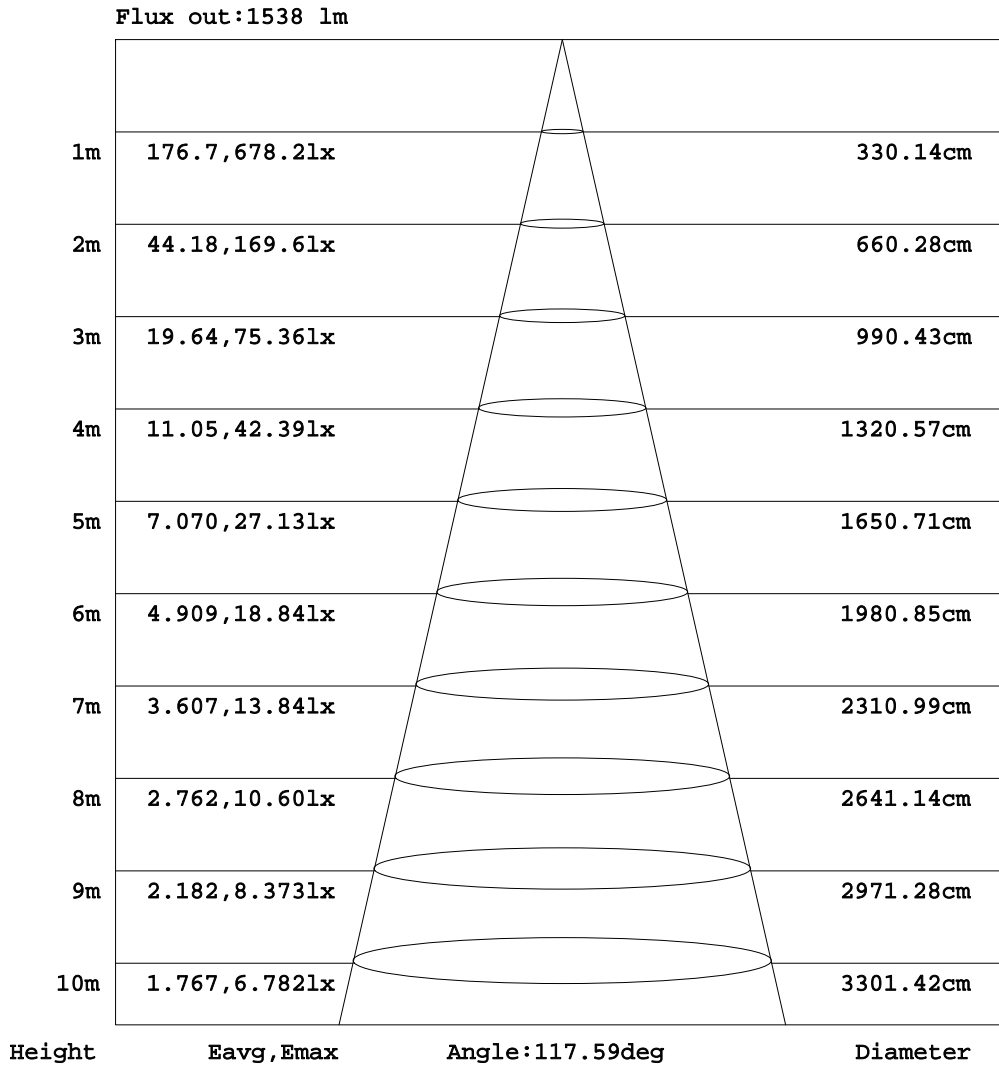 Flux out:1538 lm
1m 176.7,678.2lx 330.14cm
2m 44.18,169.6lx 660.28cm
3m 19.64,75.36lx 990.43cm
4m 11.05,42.39lx 1320.57cm
5m 7.070,27.13lx 1650.71cm
6m 4.909,18.84lx 1980.85cm
7m 3.607,13.84lx 2310.99cm
8m 2.762,10.60lx 2641.14cm
9m 2.182,8.373lx 2971.28cm
10m 1.767,6.782lx 3301.42cm
Height Eavg,Emax Angle:117.59deg Diameter